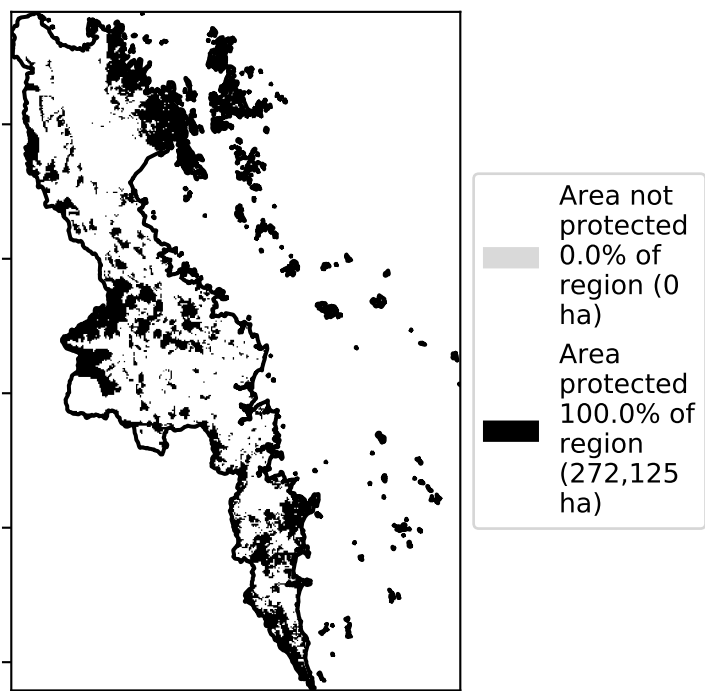 Area not
protected
0.0% of
region (0
ha)
Area
protected
100.0% of
region
(272,125
ha)